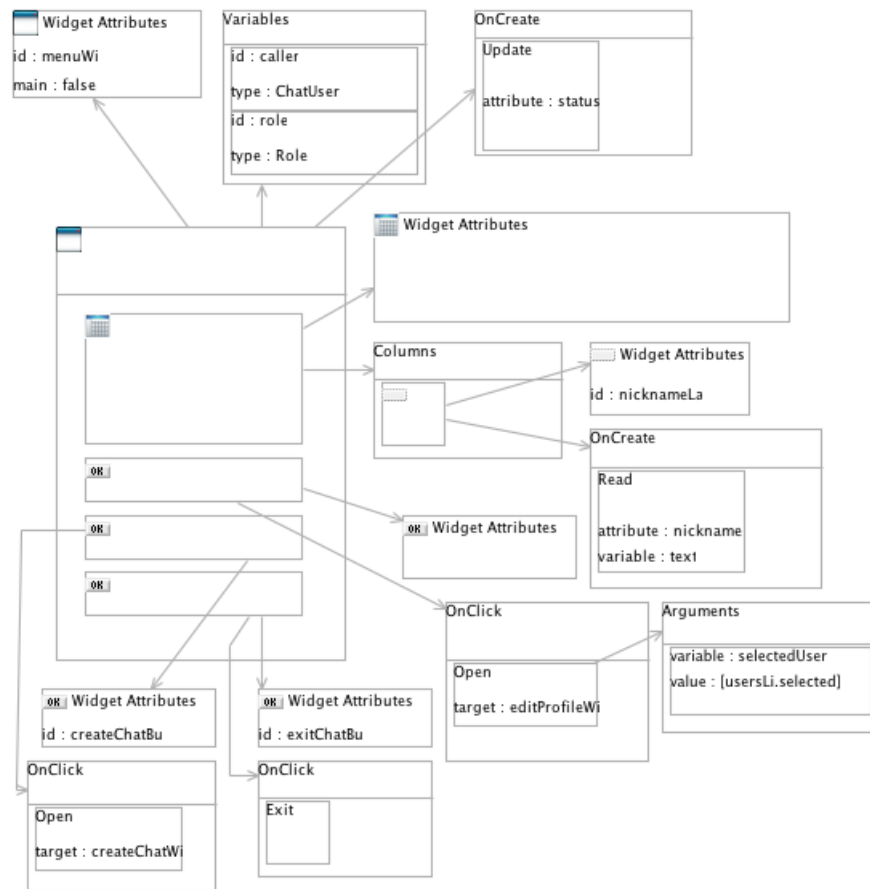 Widget Attributes
id : menuWi
main : false
Variables
id : caller
type : ChatUser
id : role
type : Role
OnCreate
Update
attribute : status
Widget Attributes
Columns
Widget Attributes
id : nicknameLa
OnCreate
Read
attribute : nickname
variable : text
OK
OK
OK
OK Widget Attributes
OnClick
Open
target : editProfileWi
Arguments
variable : selectedUser
value : [usersLi.selected]
OK Widget Attributes
id : createChatBu
OK Widget Attributes
id : exitChatBu
OnClick
Open
target : createChatWi
OnClick
Exit